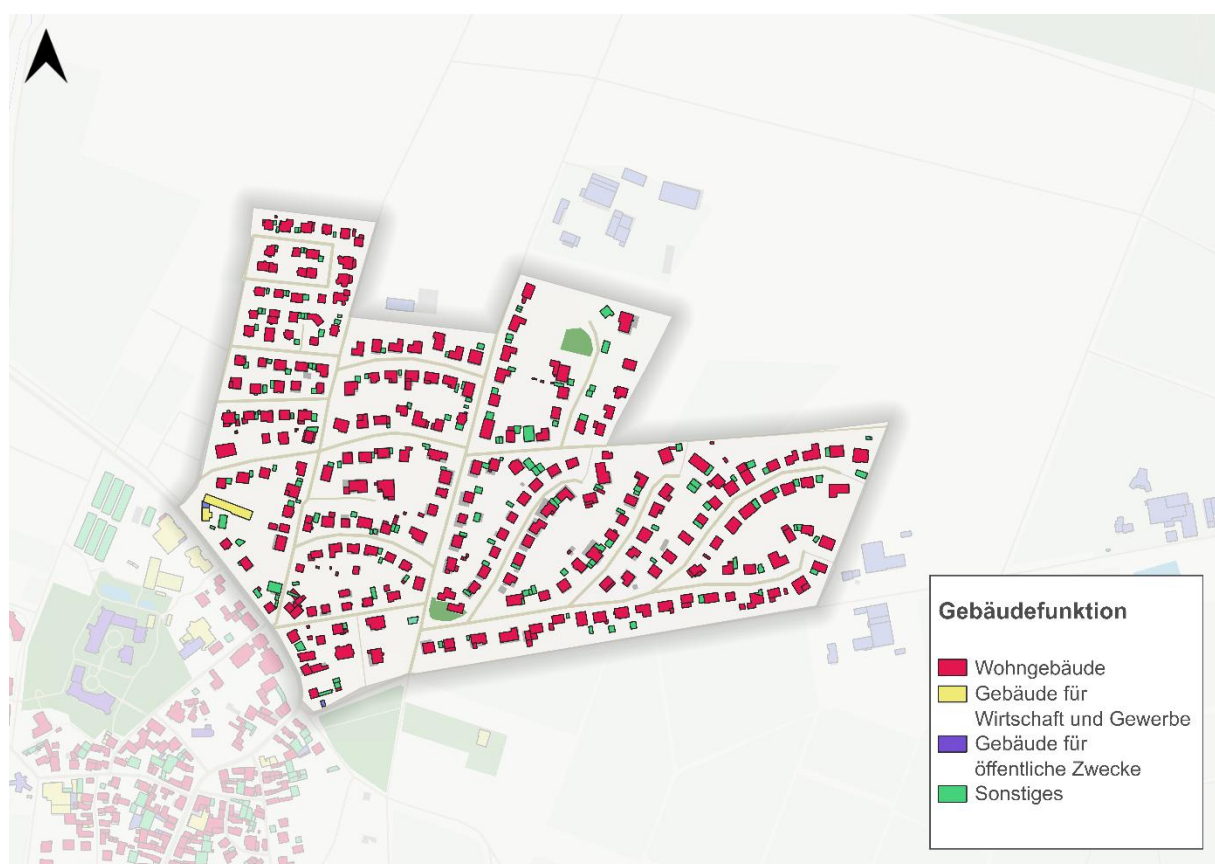 Gebäudefunktion
Wohngebäude
Gebäude für
Wirtschaft und Gewerbe
Gebäude für
öffentliche Zwecke
Sonstiges